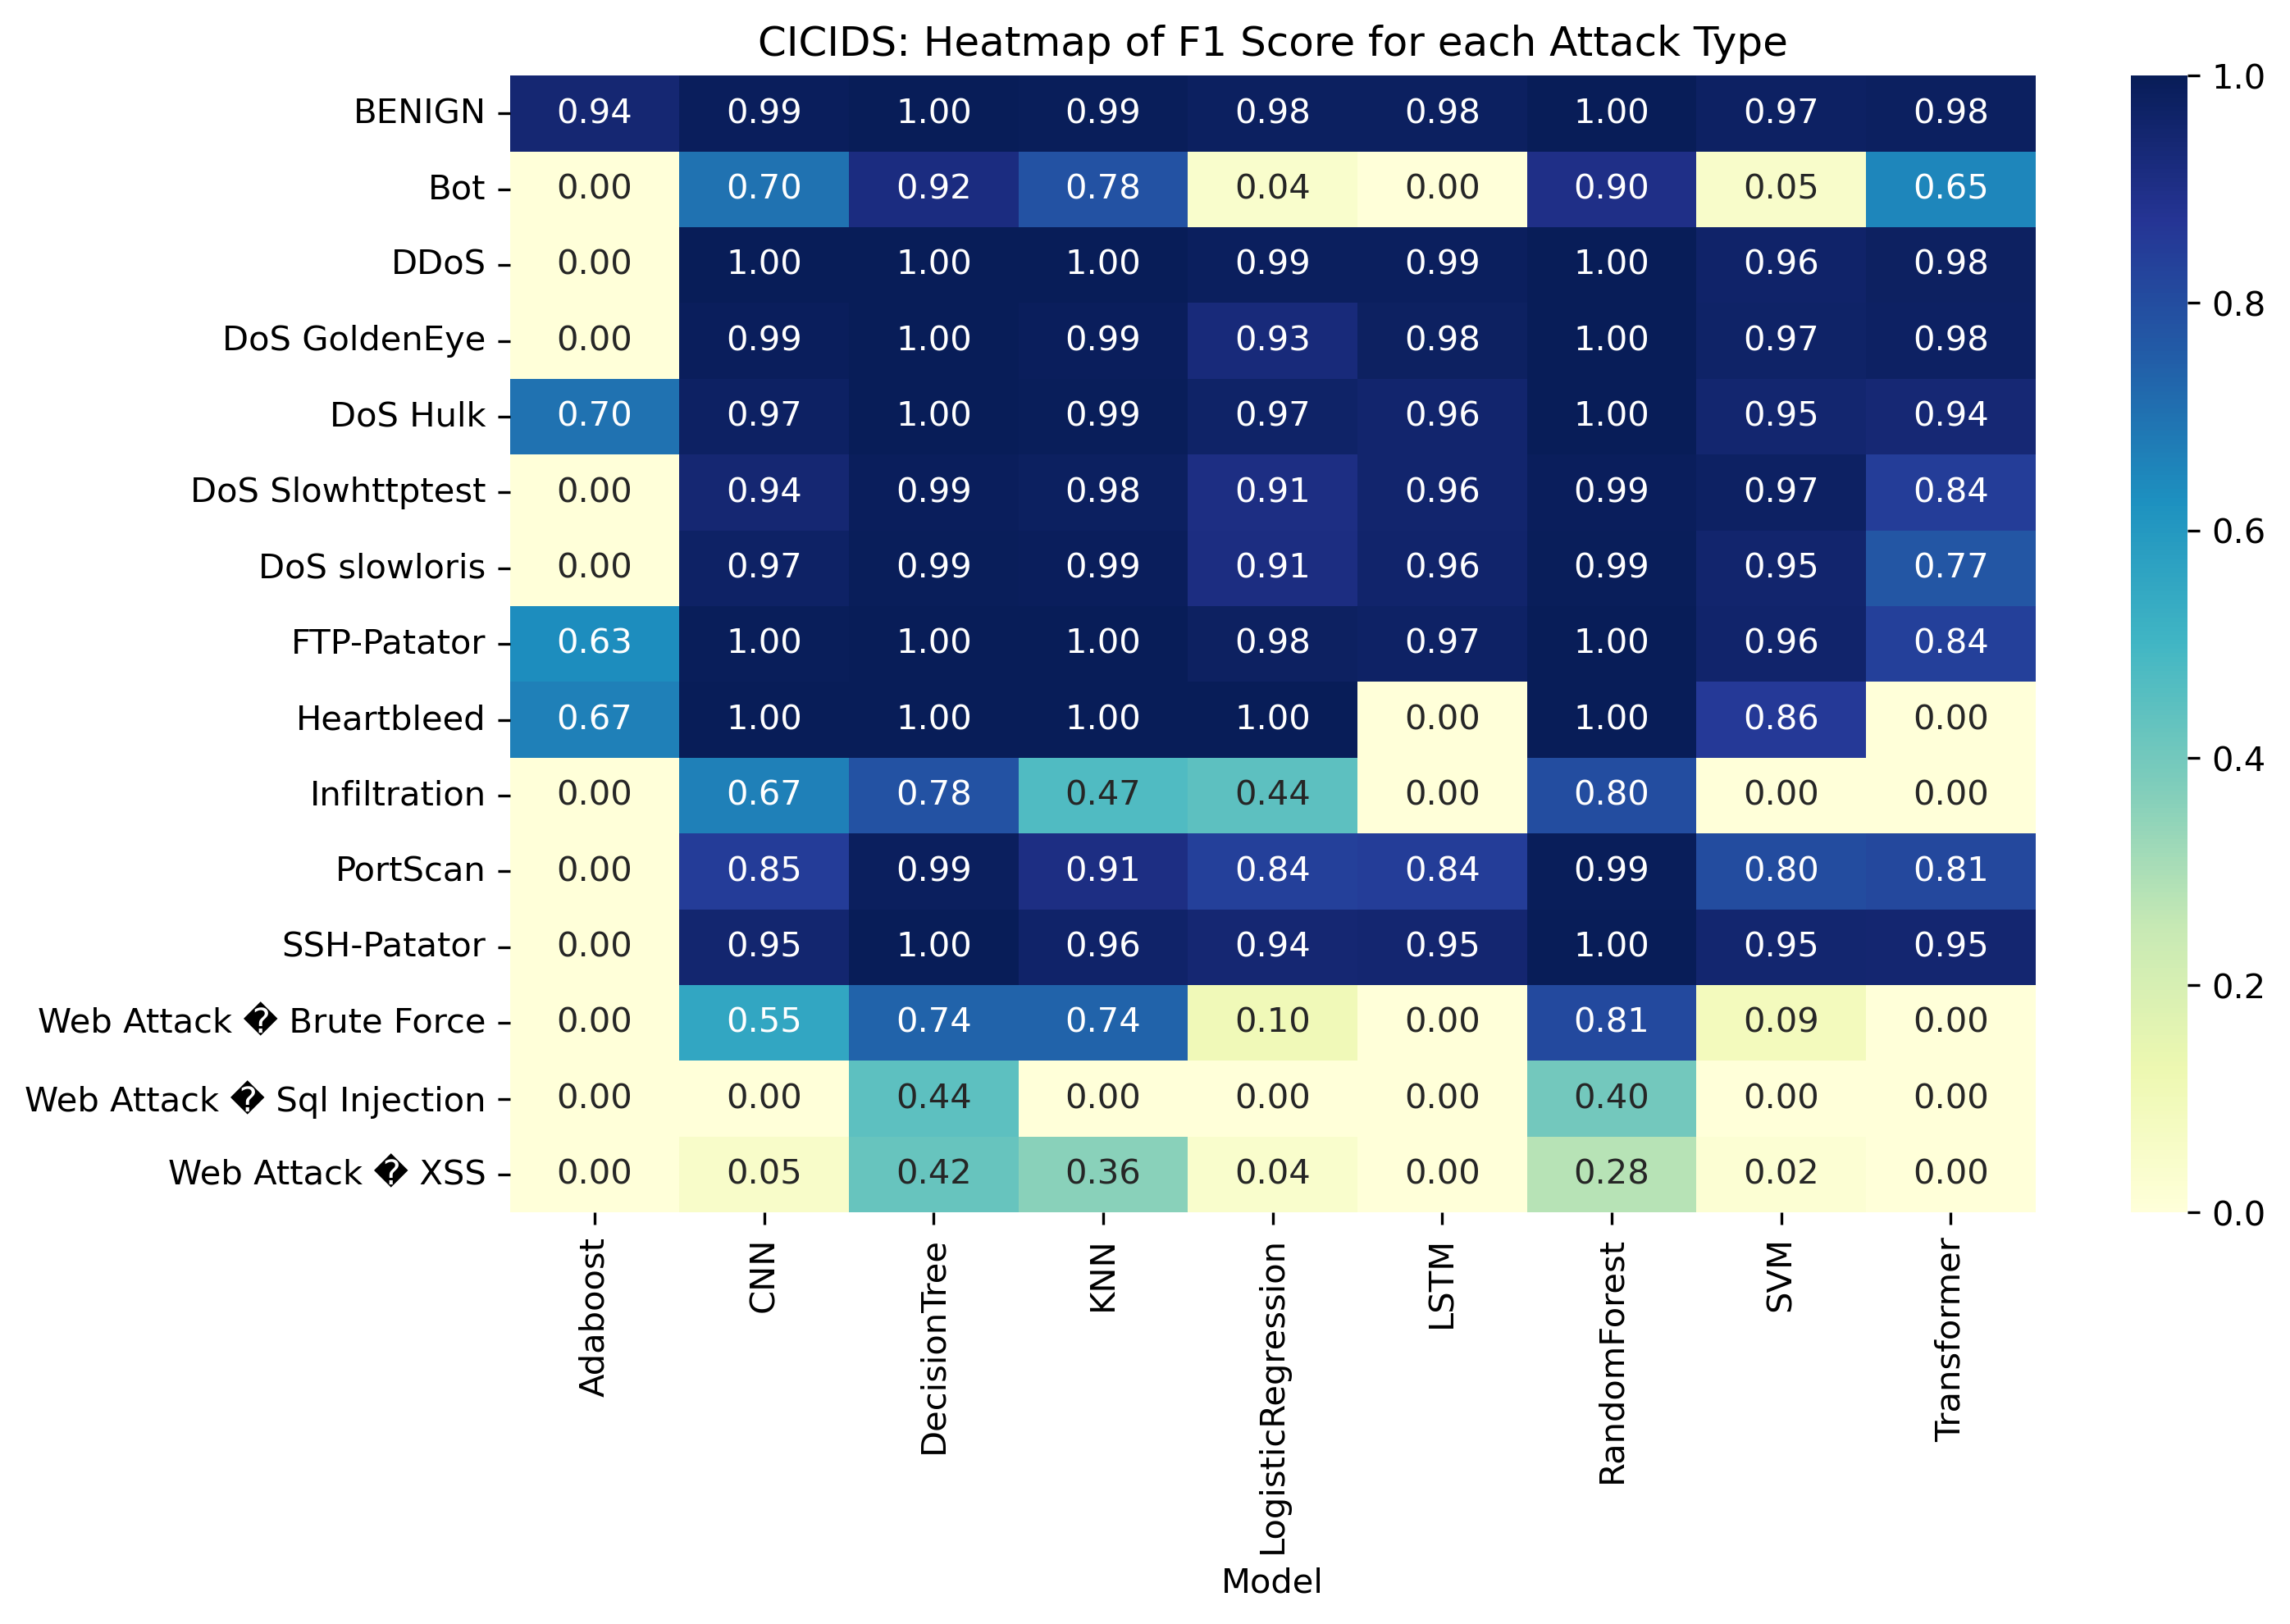 CICIDS: Heatmap of F1 Score for each Attack Type
BENIGN 0.94 0.99 1.00 0.99 0.98 0.98 1.00 0.97 0.98
Bot 0.00 0.70 0.92 0.78 0.04 0.00 0.90 0.05 0.65
DDoS 0.00 1.00 1.00 1.00 0.99 0.99 1.00 0.96 0.98
DoS GoldenEye 0.00 0.99 1.00 0.99 0.93 0.98 1.00 0.97 0.98
DoS Hulk 0.70 0.97 1.00 0.99 0.97 0.96 1.00 0.95 0.94
DoS Slowhttptest 0.00 0.94 0.99 0.98 0.91 0.96 0.99 0.97 0.84
DoS slowloris 0.00 0.97 0.99 0.99 0.91 0.96 0.99 0.95 0.77
FTP-Patator 0.63 1.00 1.00 1.00 0.98 0.97 1.00 0.96 0.84
Heartbleed 0.67 1.00 1.00 1.00 1.00 0.00 1.00 0.86 0.00
Infiltration 0.00 0.67 0.78 0.47 0.44 0.00 0.80 0.00 0.00
PortScan 0.00 0.85 0.99 0.91 0.84 0.84 0.99 0.80 0.81
SSH-Patator 0.00 0.95 1.00 0.96 0.94 0.95 1.00 0.95 0.95
Web Attack � Brute Force 0.00 0.55 0.74 0.74 0.10 0.00 0.81 0.09 0.00
Web Attack � Sql Injection 0.00 0.00 0.44 0.00 0.00 0.00 0.40 0.00 0.00
Web Attack � XSS 0.00 0.05 0.42 0.36 0.04 0.00 0.28 0.02 0.00
Adaboost CNN DecisionTree KNN LogisticRegression LSTM RandomForest SVM Transformer
Model
1.0
0.8
0.6
0.4
0.2
0.0